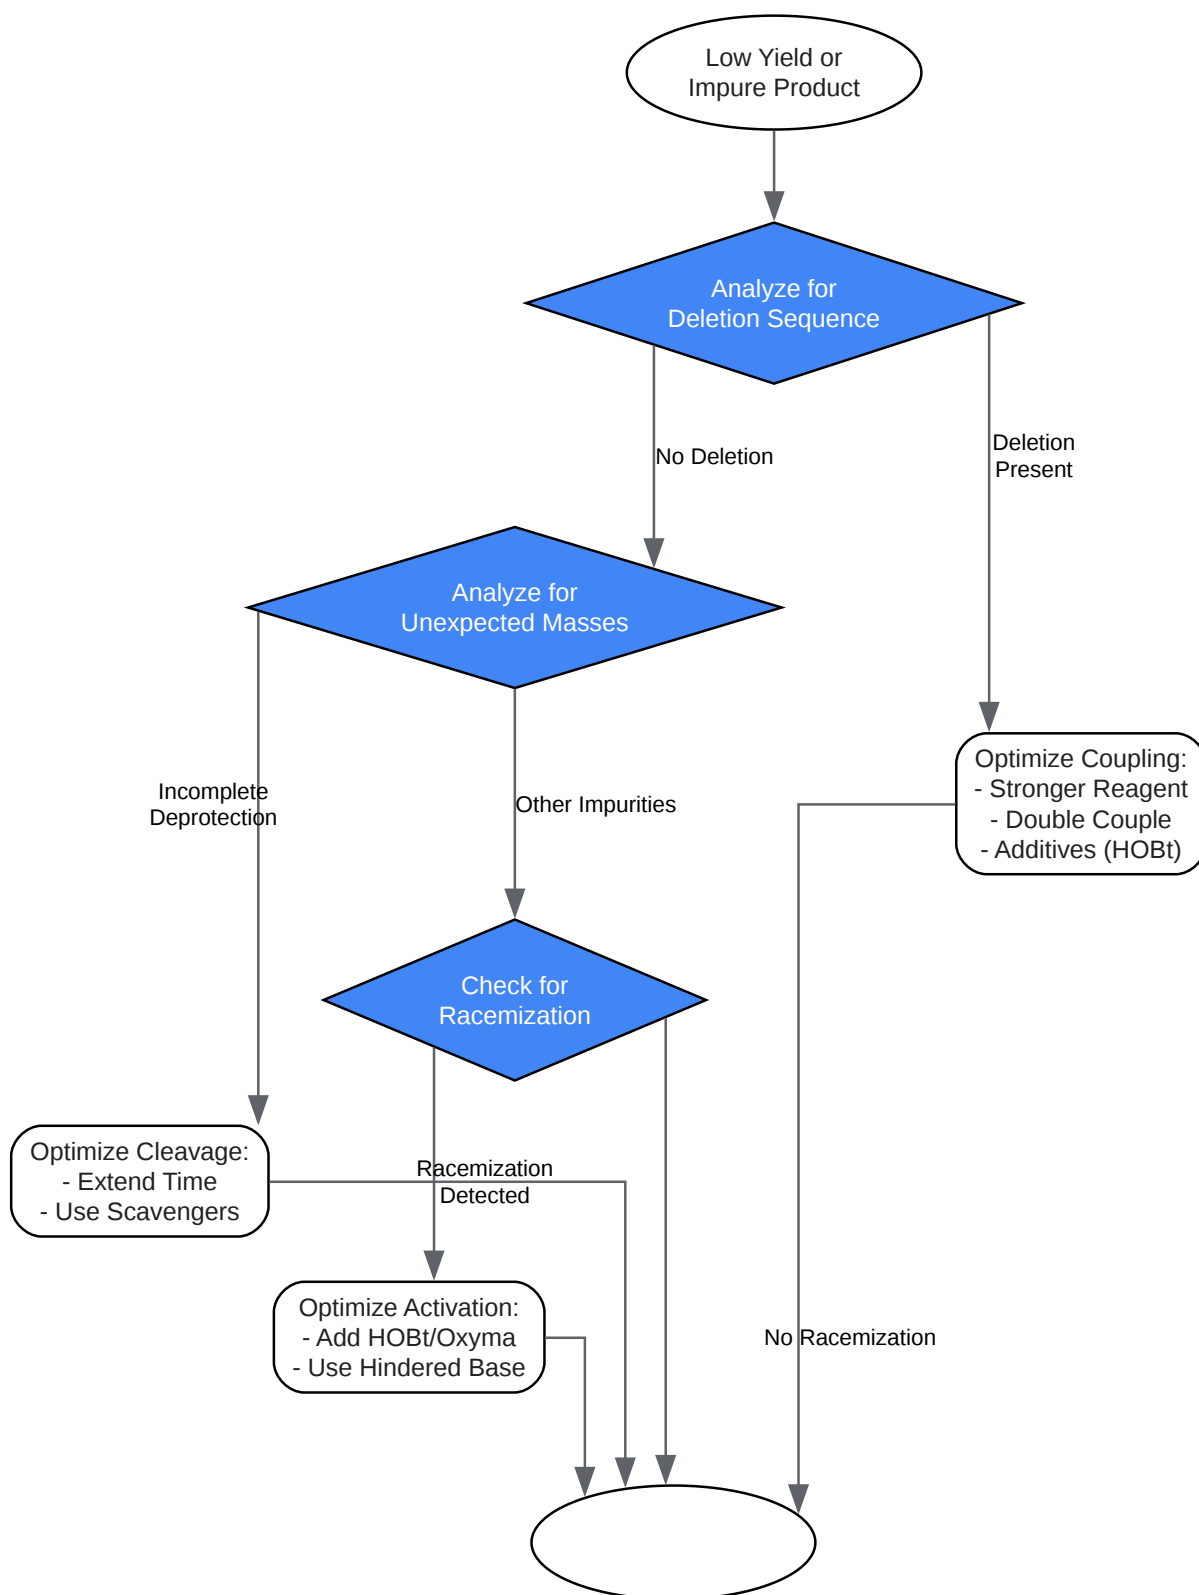 Low Yield or
Impure Product
Analyze for
Deletion Sequence
No Deletion
Deletion
Present
Analyze for
Unexpected Masses
Incomplete
Deprotection
Other Impurities
Optimize Coupling:
- Stronger Reagent
- Double Couple
- Additives (HOBt)
Check for
Racemization
Optimize Cleavage:
- Extend Time
- Use Scavengers
Racemization
Detected
Optimize Activation:
- Add HOBt/Oxyma
- Use Hindered Base
No Racemization